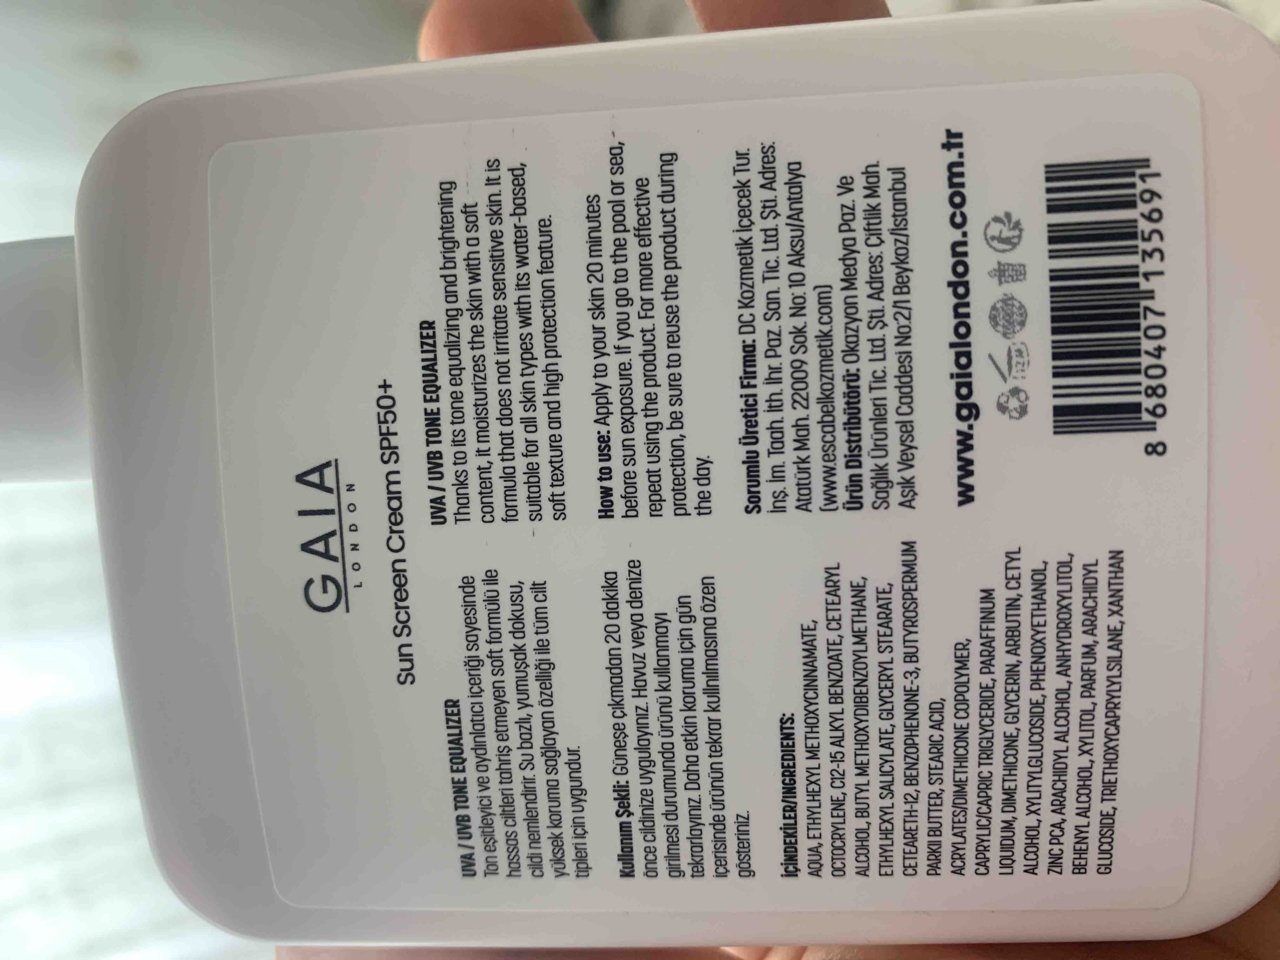 GAIA
LONDON
Sun Screen Cream SPF50+
UVA / UVB TONE EQUALIZER
Ton eşitleyici ve aydınlatıcı içeriği sayesinde
hassas ciltleri tahriş etmeyen soft formülü ile
cildi nemlendirir. Su bazlı, yumuşak dokusu,
yüksek koruma sağlayan özelliği ile tüm cilt
tipleri için uygundur.
Kullanım Şekli: Güneşe çıkmadan 20 dakika
önce cildinize uygulayınız. Havuz veya denize
girilmesi durumunda ürünü kullanmayı
tekrarlayınız. Daha etkin koruma için gün
içerisinde ürünün tekrar kullnılmasına özen
gösteriniz.
İÇİNDEKİLER/INGREDIENTS:
AQUA, ETHYLHEXYL METHOXYCINNAMATE,
OCTOCRYLENE, C12-15 ALKYL BENZOATE, CETEARYL
ALCOHOL, BUTYL METHOXYDIBENZOYLMETHANE,
ETHYLHEXYL SALICYLATE, GLYCERYL STEARATE,
CETEARETH-12, BENZOPHENONE-3, BUTYROSPERMUM
PARKII BUTTER, STEARIC ACID,
ACRYLATES/DIMETHICONE COPOLYMER,
CAPRYLIC/CAPRIC TRIGLYCERIDE, PARAFFINUM
LIQUIDUM, DIMETHICONE, GLYCERIN, ARBUTIN, CETYL
ALCOHOL, XYLITYLGLUCOSIDE, PHENOXYETHANOL,
ZINC PCA, ARACHIDYL ALCOHOL, ANHYDROXYLITOL,
BEHENYL ALCOHOL, XYLITOL, PARFUM, ARACHIDYL
GLUCOSIDE, TRIETHOXYCAPRYLYLSILANE, XANTHAN
UVA / UVB TONE EQUALIZER
Thanks to its tone equalizing and brightening
content, it moisturizes the skin with a soft
formula that does not irritate sensitive skin. It is
suitable for all skin types with its water-based,
soft texture and high protection feature.
How to use: Apply to your skin 20 minutes
before sun exposure. If you go to the pool or sea,
repeat using the product. For more effective
protection, be sure to reuse the product during
the day.
Sorumlu Üretici Firma: DC Kozmetik İçecek Tur.
İnş. İm. Taah. ith. İhr. Paz. San. Tic. Ltd. Şti. Adres:
Atatürk Mah. 22009 Sok. No: 10 Aksu/Antalya
(www.escabelkozmetik.com)
Ürün Distribütörü: Okazyon Medya Paz. Ve
Sağlık Ürünleri Tic. Ltd. Şti. Adres: Çiftlik Mah.
Aşık Veysel Caddesi No:2/1 Beykoz/İstanbul
www.gaialondon.com.tr
12M
8 680407 135691